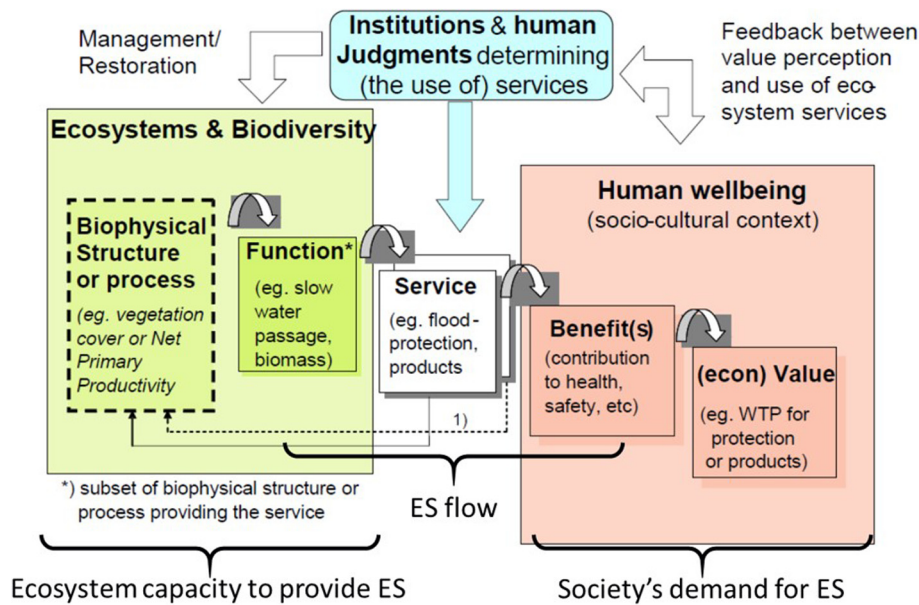 Management/
Restoration
Institutions & human
Judgments determining
(the use of) services
Feedback between
value perception
and use of eco-
system services
Ecosystems & Biodiversity
Biophysical
Structure
or process
(eg. vegetation
cover or Net
Primary
Productivity
Function*
(eg. slow
water
passage,
biomass)
Service
(eg. flood-
protection,
products
1)
Human wellbeing
(socio-cultural context)
Benefit(s)
(contribution
to health,
safety, etc)
(econ) Value
(eg. WTP for
protection
or products)
*) subset of biophysical structure or
process providing the service
ES flow
Ecosystem capacity to provide ES
Society's demand for ES